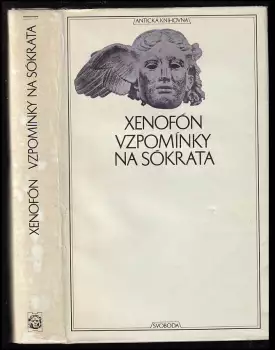 XENOFÓN VZPOMÍNKY NA SÓKRATA
ANTICKÁ KNIHOVNA
XENOFÓN
VZPOMÍNKY
NA SÓKRATA
SVOBODA